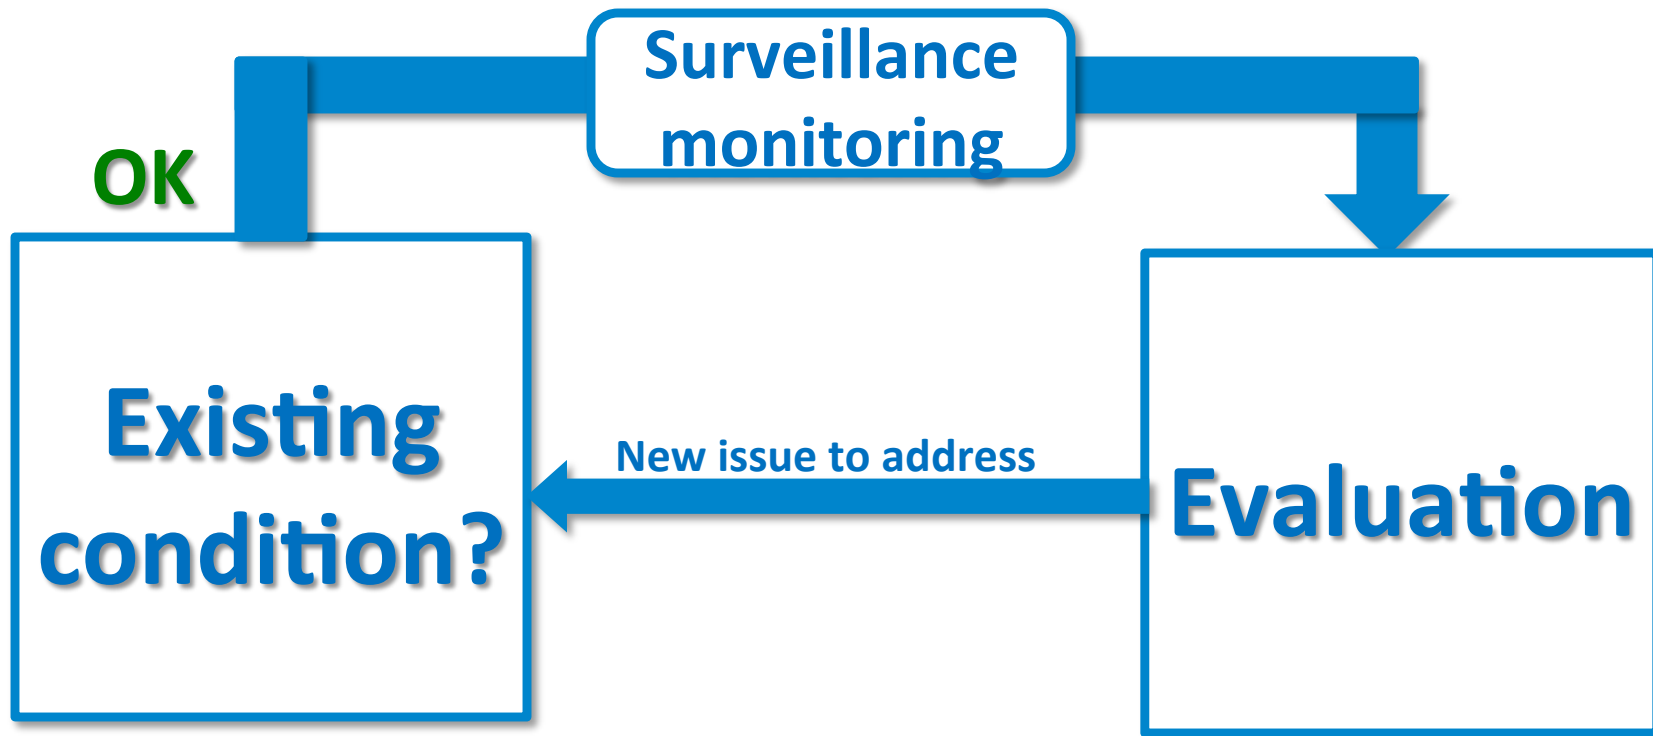 Surveillance
monitoring
OK
Existing
condition?
New issue to address
Evaluation